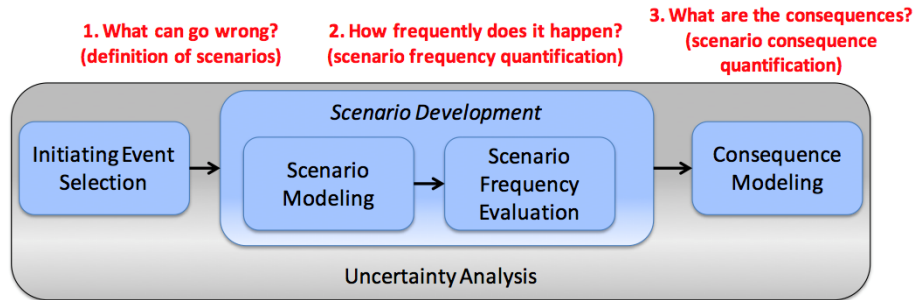 1. What can go wrong?
(definition of scenarios)
2. How frequently does it happen?
(scenario frequency quantification)
3. What are the consequences?
(scenario consequence
quantification)
Scenario Development
Initiating Event
Selection
Scenario
Modeling
Scenario
Frequency
Evaluation
Consequence
Modeling
Uncertainty Analysis